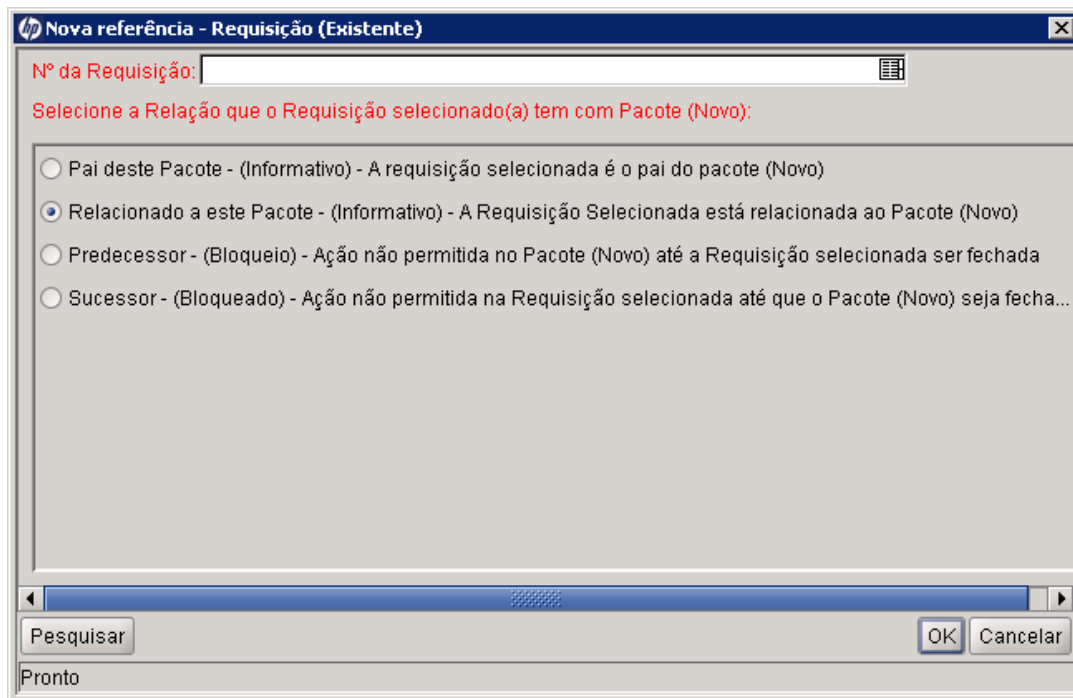 hp Nova referência - Requisição (Existente)
Nº da Requisição:
Selecione a Relação que o Requisição selecionado(a) tem com Pacote (Novo):
Pai deste Pacote - (Informativo) - A requisição selecionada é o pai do pacote (Novo)
Relacionado a este Pacote - (Informativo) - A Requisição Selecionada está relacionada ao Pacote (Novo)
Predecessor - (Bloqueio) - Ação não permitida no Pacote (Novo) até a Requisição selecionada ser fechada
Sucessor - (Bloqueado) - Ação não permitida na Requisição selecionada até que o Pacote (Novo) seja fecha...
Pesquisar OK Cancelar
Pronto